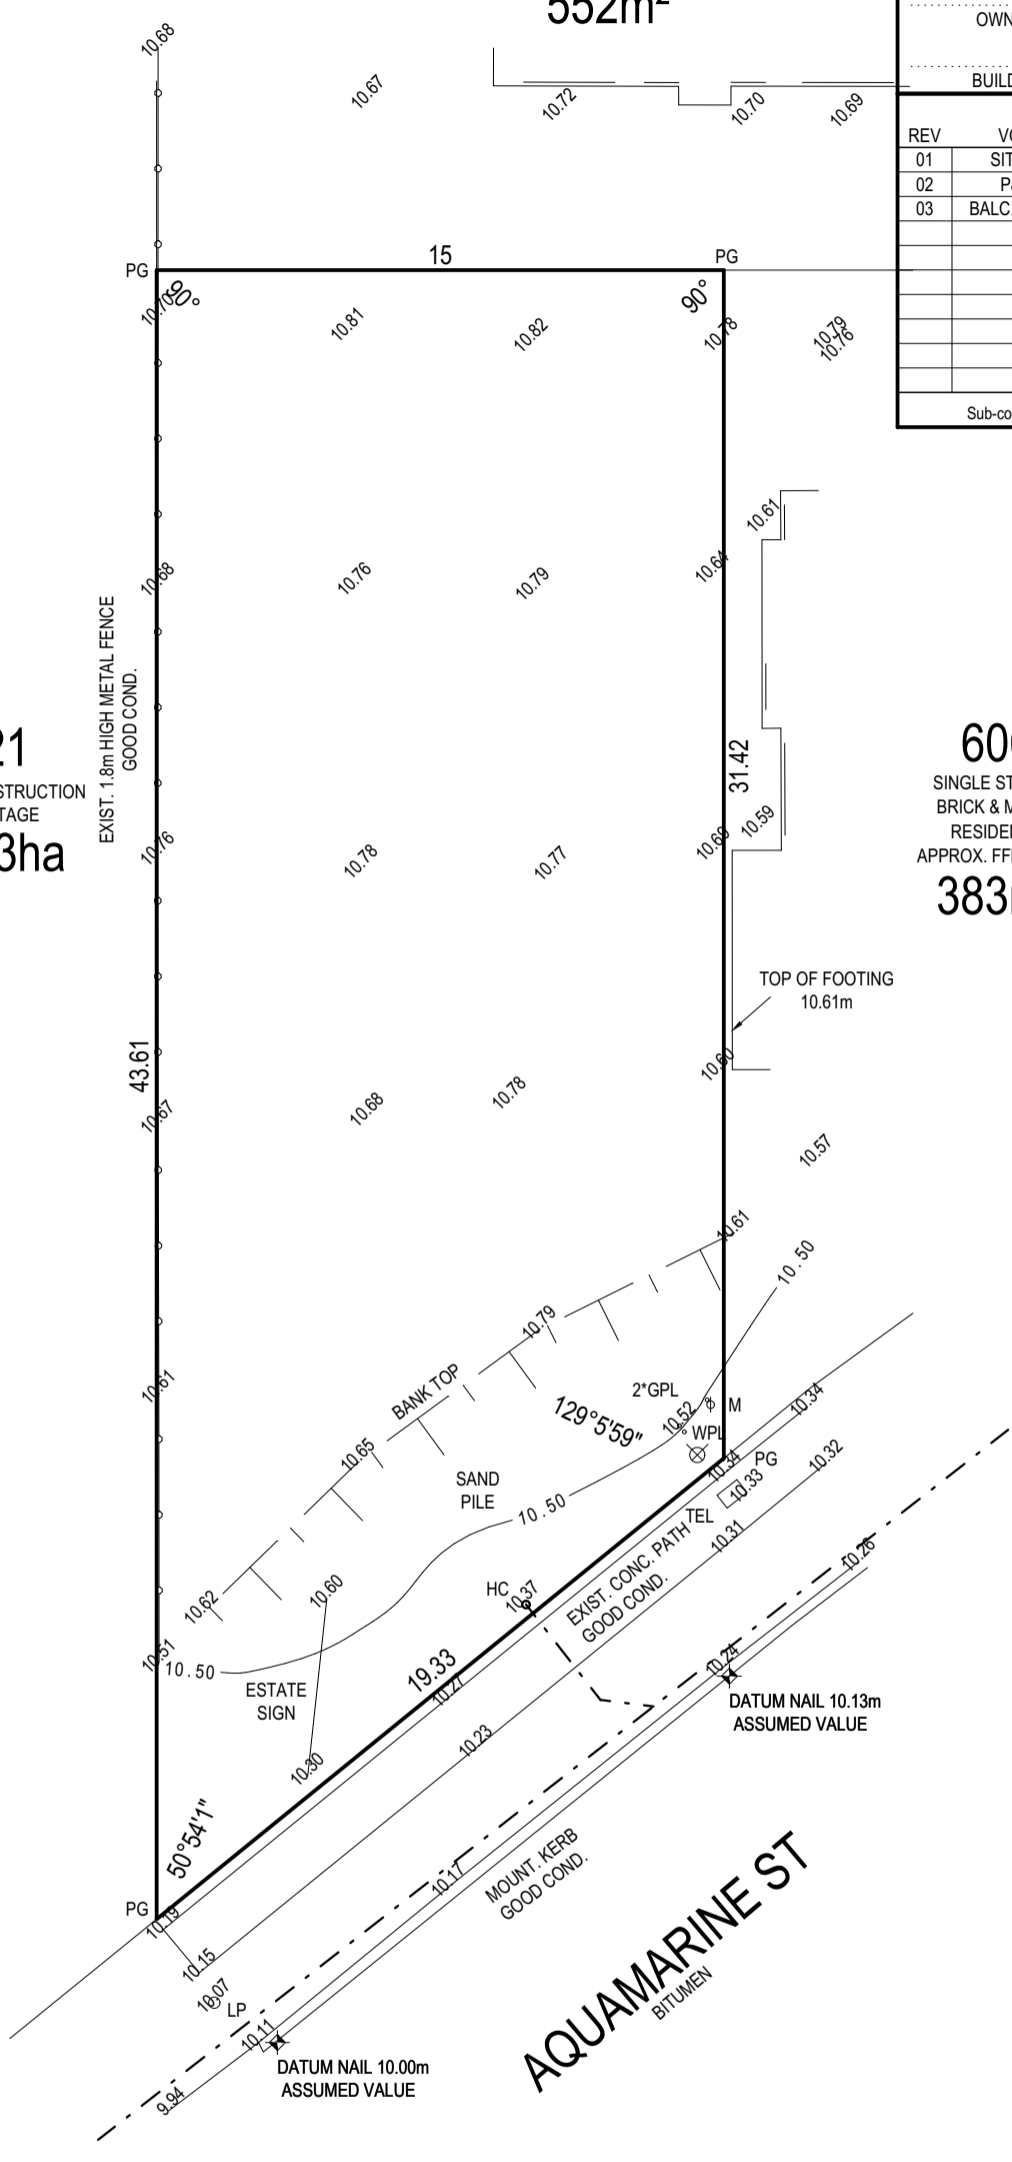 552m²
OWN
BUILD
REV
01 SIT
02 P
03 BALC.
Sub-co
10.68
10.67
10.72
10.70
10.69
PG
15
PG
10.70
90°
90°
10.81
10.82
10.78
10.79
10.76
10.61
10.68
10.76
10.79
10.64
EXIST. 1.8m HIGH METAL FENCE
GOOD COND.
21
STRUCTION
TAGE
3ha
31.42
60
SINGLE ST
BRICK & M
RESIDEN
APPROX. FF
383
10.76
10.78
10.77
10.69
10.59
TOP OF FOOTING
10.61m
43.61
10.67
10.68
10.78
10.60
10.57
10.61
10.50
10.79
10.61
BANK TOP
2*GPL
M
10.52
WPL
129°5'59"
10.34
10.34
PG
10.33
10.32
10.65
SAND
PILE
10.50
TEL
10.31
EXIST. CONC. PATH
GOOD COND.
HC
10.37
10.26
10.62
10.60
10.51
10.50
ESTATE
SIGN
19.33
10.27
10.24
DATUM NAIL 10.13m
ASSUMED VALUE
10.23
10.30
50°54'1"
10.17
MOUNT. KERB
GOOD COND.
PG
10.19
10.15
10.07
LP
10.11
AQUAMARINE ST
BITUMEN
DATUM NAIL 10.00m
ASSUMED VALUE
9.94